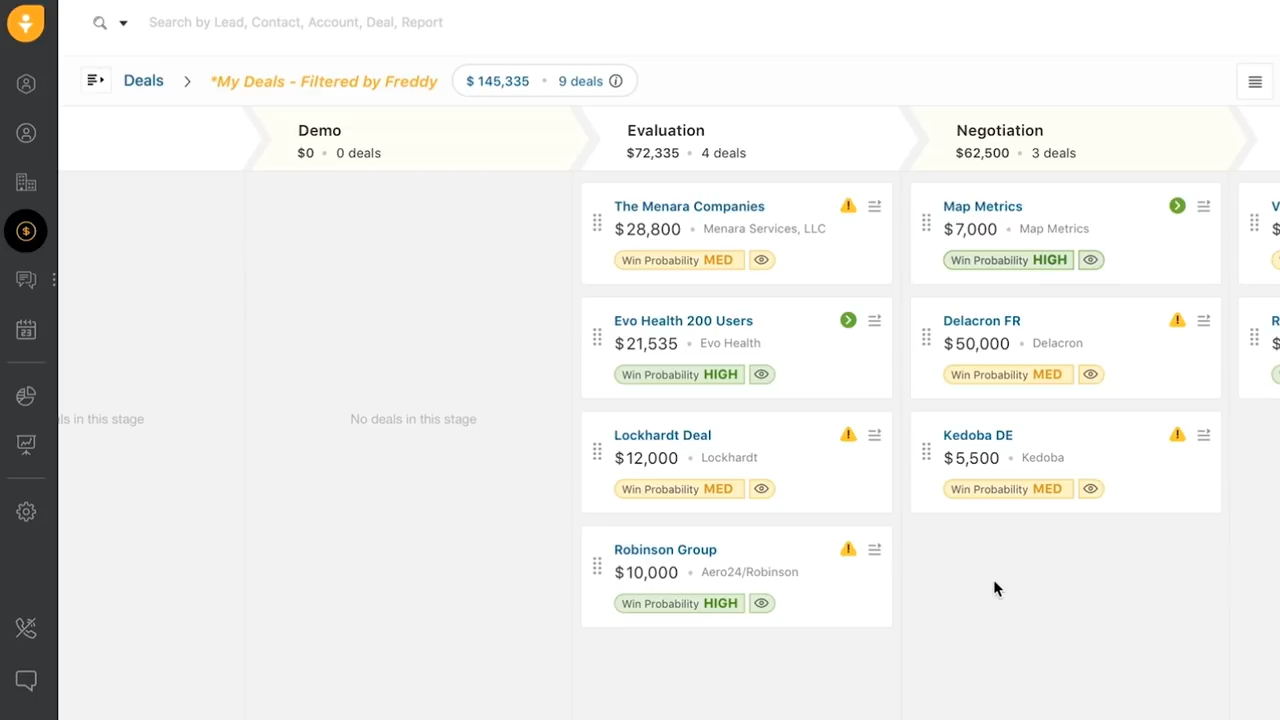 Search by Lead, Contact, Account, Deal, Report
Deals > *My Deals - Filtered by Freddy $ 145,335 • 9 deals
Demo
$0 • 0 deals
No deals in this stage
Evaluation
$72,335 • 4 deals
The Menara Companies
$28,800 • Menara Services, LLC
Win Probability MED
Evo Health 200 Users
$21,535 • Evo Health
Win Probability HIGH
Lockhardt Deal
$12,000 • Lockhardt
Win Probability MED
Robinson Group
$10,000 • Aero24/Robinson
Win Probability HIGH
Negotiation
$62,500 • 3 deals
Map Metrics
$7,000 • Map Metrics
Win Probability HIGH
Delacron FR
$50,000 • Delacron
Win Probability MED
Kedoba DE
$5,500 • Kedoba
Win Probability MED
in this stage
23
V
$
R
$